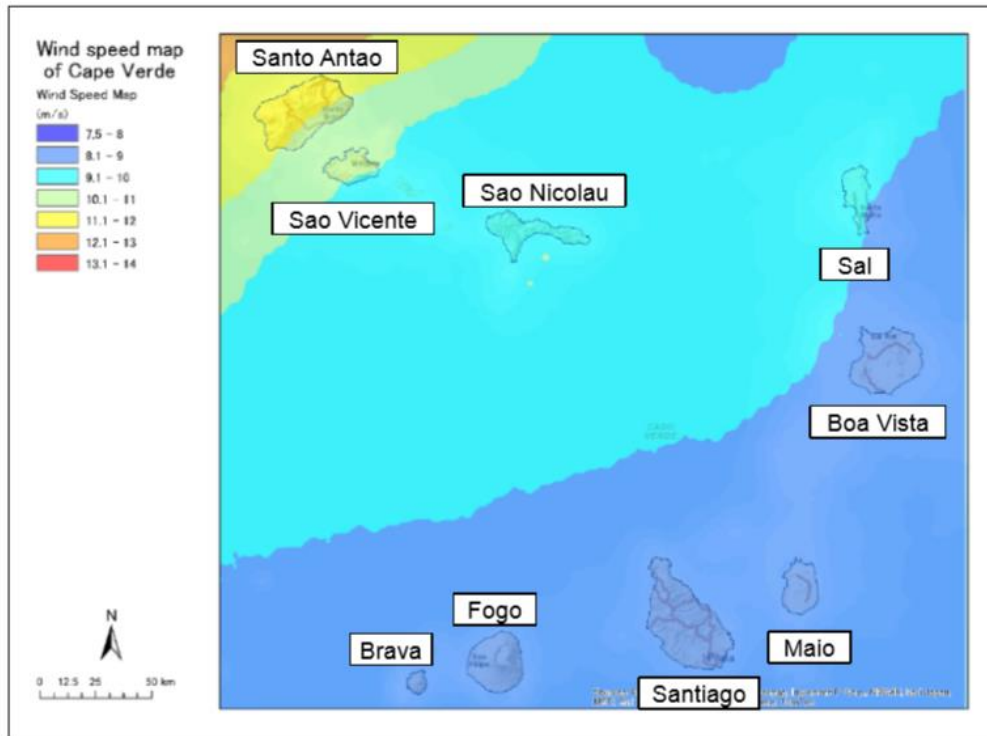 Wind speed map
of Cape Verde
Wind Speed Map
(m/s)
7.5 - 8
8.1 - 9
9.1 - 10
10.1 - 11
11.1 - 12
12.1 - 13
13.1 - 14
Santo Antao
Sao Vicente
Sao Nicolau
Sal
Boa Vista
CABO
VERDE
Fogo
Brava
Maio
Santiago
N
0 12.5 25 50 km